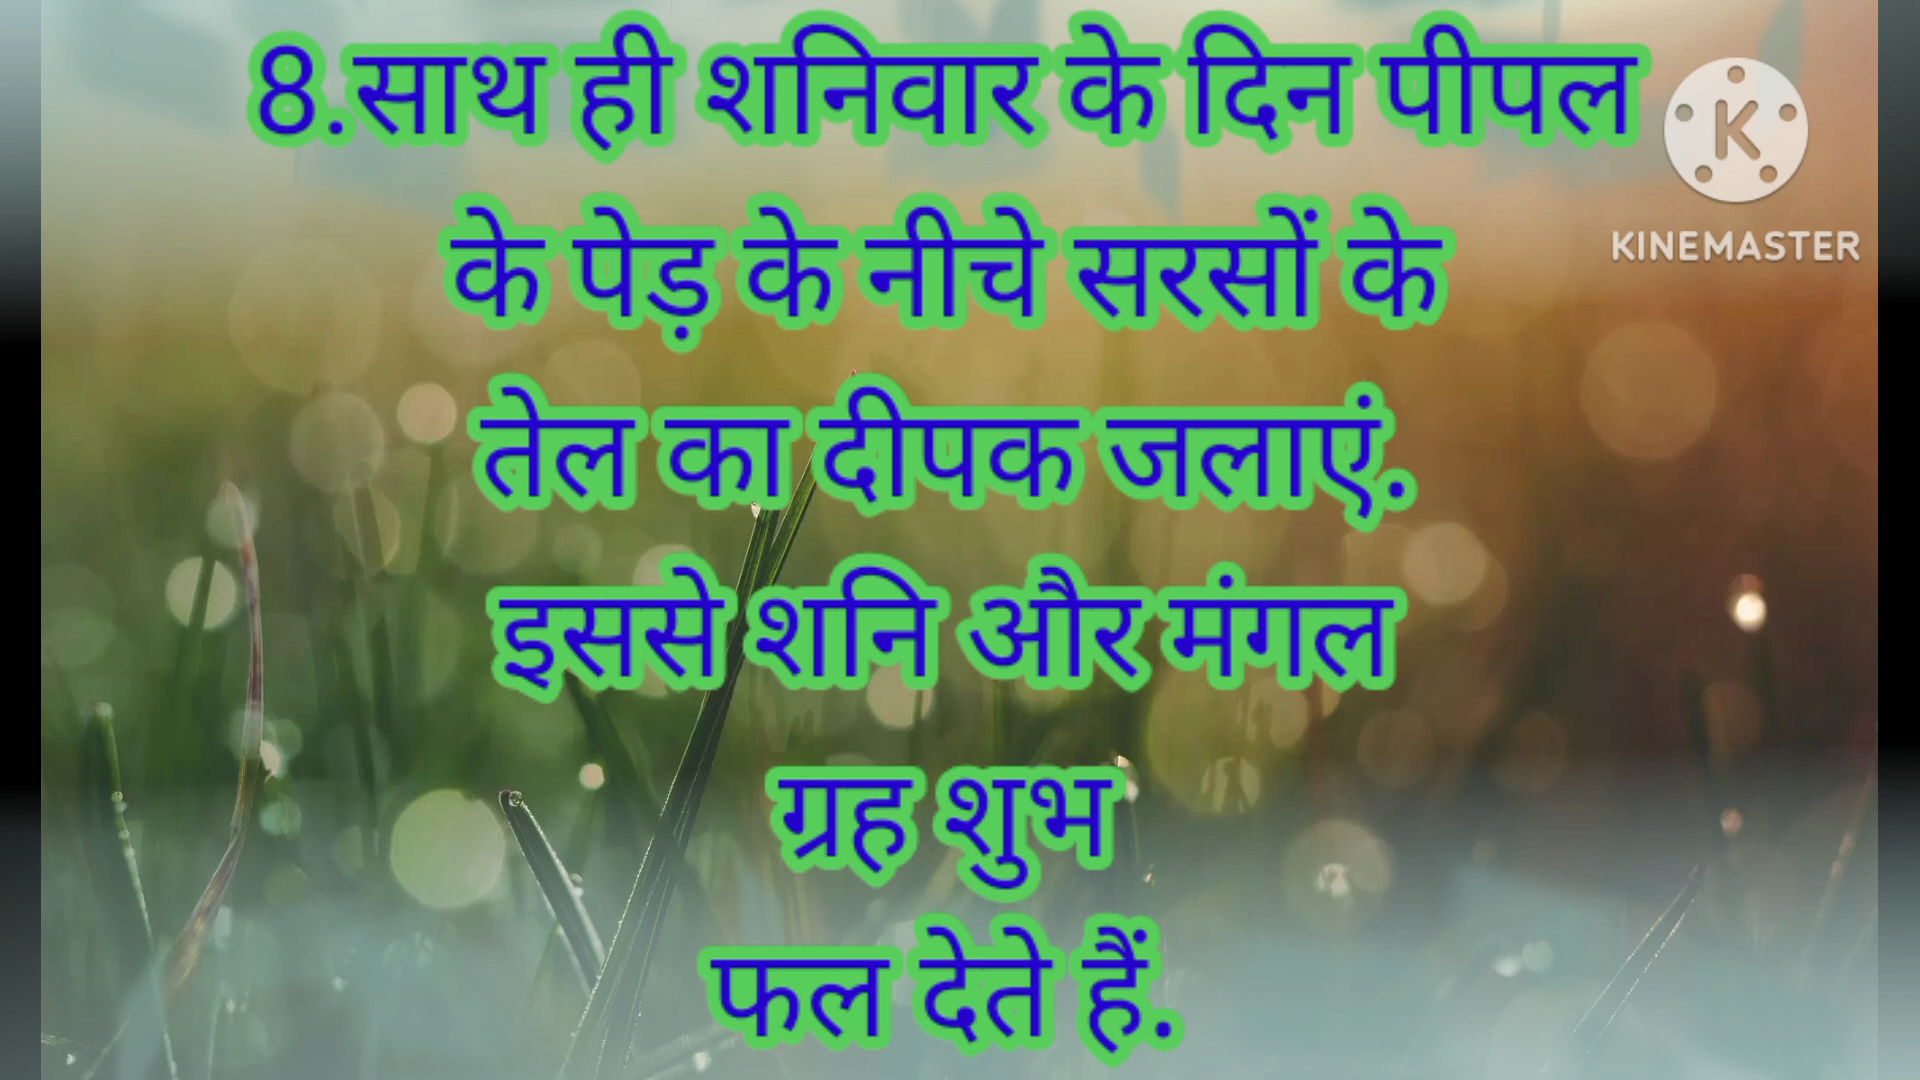 8.साथ ही शनिवार के दिन पीपल
के पेड़ के नीचे सरसों के
तेल का दीपक जलाएं.
इससे शनि और मंगल
ग्रह शुभ
फल देते हैं.
K
KINEMASTER